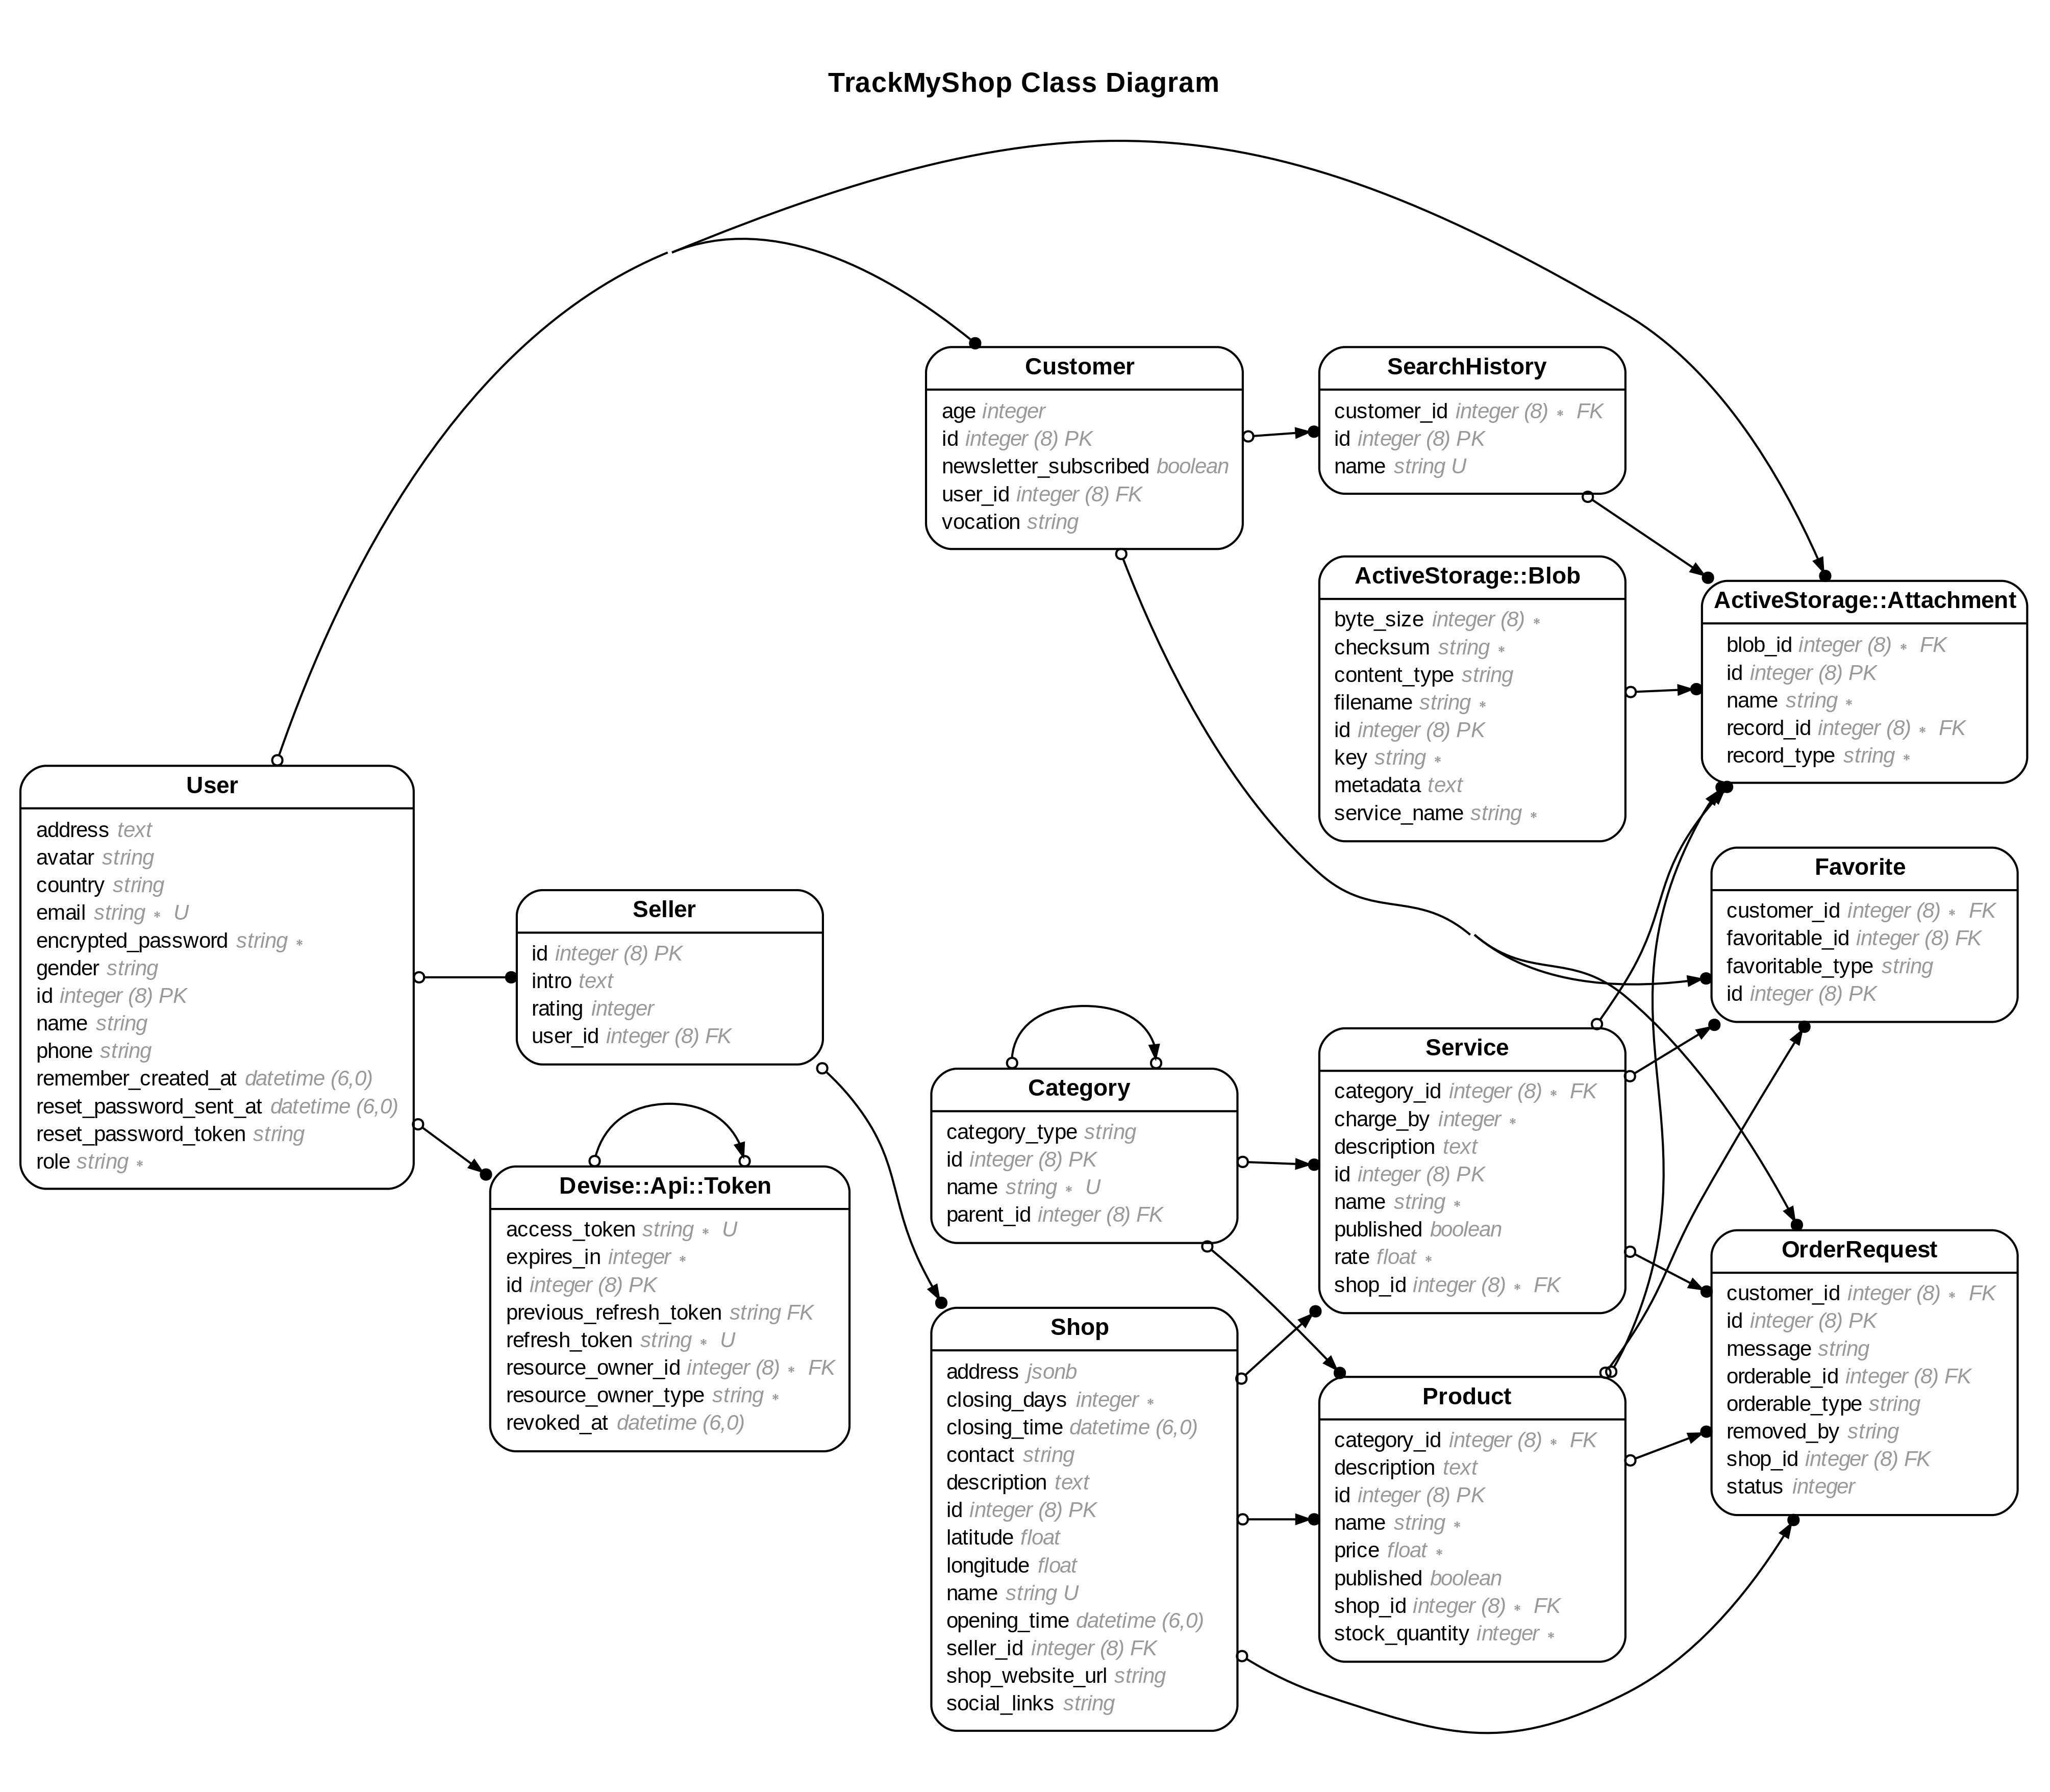 TrackMyShop Class Diagram
Customer
age integer
id integer (8) PK
newsletter_subscribed boolean
user_id integer (8) FK
vocation string
SearchHistory
customer_id integer (8) ∗ FK
id integer (8) PK
name string U
ActiveStorage::Blob
byte_size integer (8) ∗
checksum string ∗
content_type string
filename string ∗
id integer (8) PK
key string ∗
metadata text
service_name string ∗
ActiveStorage::Attachment
blob_id integer (8) ∗ FK
id integer (8) PK
name string ∗
record_id integer (8) ∗ FK
record_type string ∗
User
address text
avatar string
country string
email string ∗ U
encrypted_password string ∗
gender string
id integer (8) PK
name string
phone string
remember_created_at datetime (6,0)
reset_password_sent_at datetime (6,0)
reset_password_token string
role string ∗
Seller
id integer (8) PK
intro text
rating integer
user_id integer (8) FK
Devise::Api::Token
access_token string ∗ U
expires_in integer ∗
id integer (8) PK
previous_refresh_token string FK
refresh_token string ∗ U
resource_owner_id integer (8) ∗ FK
resource_owner_type string ∗
revoked_at datetime (6,0)
Category
category_type string
id integer (8) PK
name string ∗ U
parent_id integer (8) FK
Shop
address jsonb
closing_days integer ∗
closing_time datetime (6,0)
contact string
description text
id integer (8) PK
latitude float
longitude float
name string U
opening_time datetime (6,0)
seller_id integer (8) FK
shop_website_url string
social_links string
Service
category_id integer (8) ∗ FK
charge_by integer ∗
description text
id integer (8) PK
name string ∗
published boolean
rate float ∗
shop_id integer (8) ∗ FK
Product
category_id integer (8) ∗ FK
description text
id integer (8) PK
name string ∗
price float ∗
published boolean
shop_id integer (8) ∗ FK
stock_quantity integer ∗
Favorite
customer_id integer (8) ∗ FK
favoritable_id integer (8) FK
favoritable_type string
id integer (8) PK
OrderRequest
customer_id integer (8) ∗ FK
id integer (8) PK
message string
orderable_id integer (8) FK
orderable_type string
removed_by string
shop_id integer (8) FK
status integer